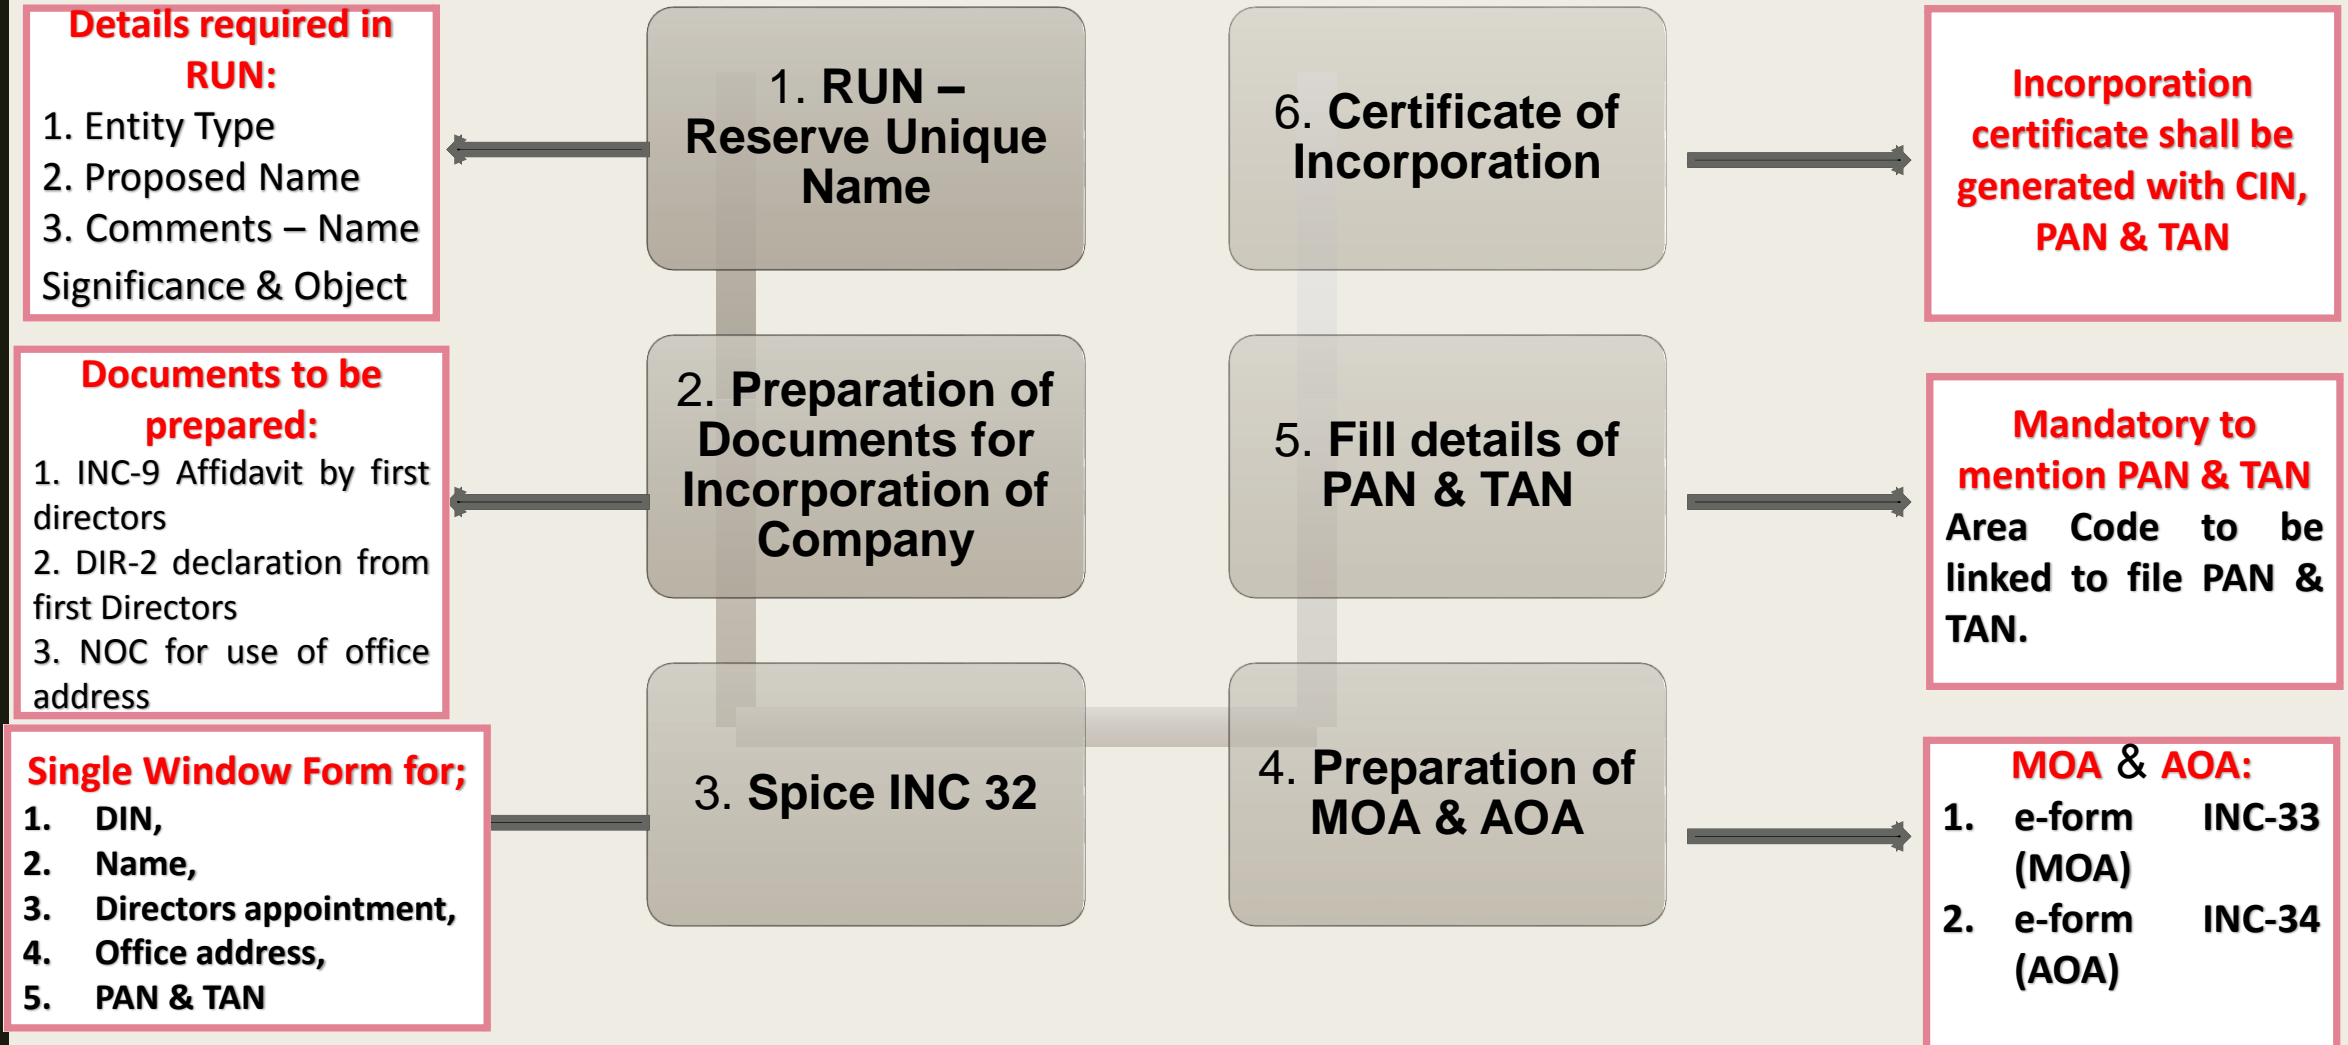 Details required in
RUN:
1. Entity Type
2. Proposed Name
3. Comments – Name
Significance & Object
1. RUN –
Reserve Unique
Name
Documents to be
prepared:
1. INC-9 Affidavit by first
directors
2. DIR-2 declaration from
first Directors
3. NOC for use of office
address
2. Preparation of
Documents for
Incorporation of
Company
Single Window Form for;
1. DIN,
2. Name,
3. Directors appointment,
4. Office address,
5. PAN & TAN
3. Spice INC 32
4. Preparation of
MOA & AOA
MOA & AOA:
1. e-form INC-33
(MOA)
2. e-form INC-34
(AOA)
5. Fill details of
PAN & TAN
Mandatory to
mention PAN & TAN
Area Code to be
linked to file PAN &
TAN.
6. Certificate of
Incorporation
Incorporation
certificate shall be
generated with CIN,
PAN & TAN